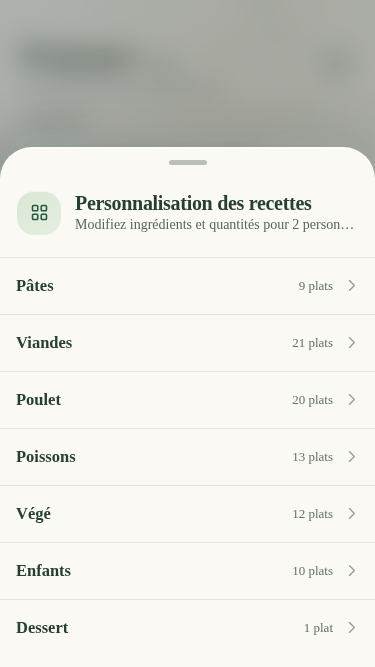 Personnalisation des recettes
Modifiez ingrédients et quantités pour 2 person…
Pâtes
9 plats
Viandes
21 plats
Poulet
20 plats
Poissons
13 plats
Végé
12 plats
Enfants
10 plats
Dessert
1 plat